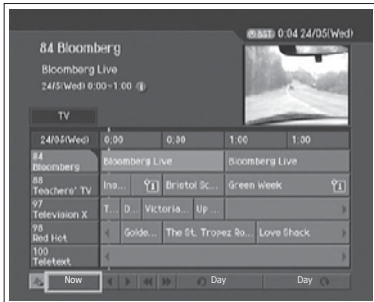 BST 0:04 24/05(Wed)
84 Bloomberg
Bloomberg Live
24/5(Wed) 0:00~1:00
TV
24/05(Wed) 0:00 0:30 1:00 1:30
84 Bloomberg Bloomberg Live Bloomberg Live
88 Teachers' TV Ins... Bristol Sc... Green Week
97 Television X T... D... Victoria... Up ...
98 Red Hot Golde... The St. Tropez Ro... Love Shack
100 Teletext
Now Day Day